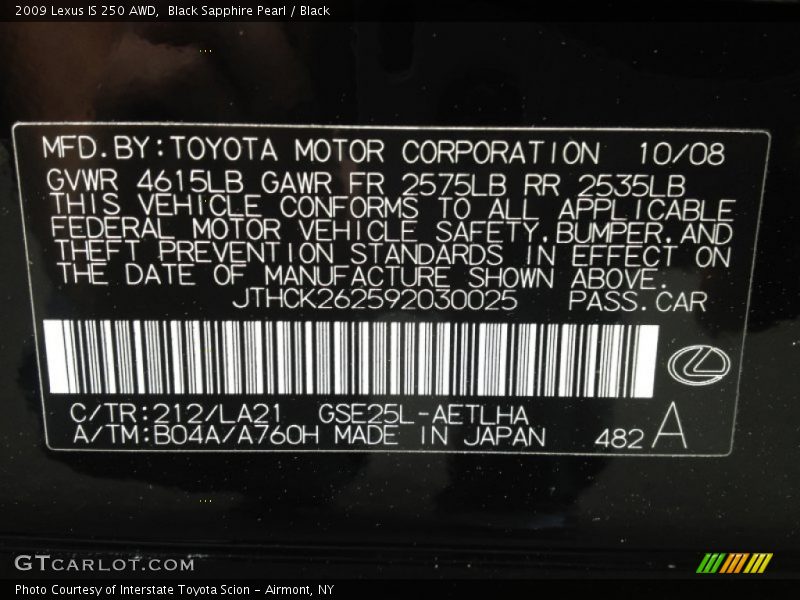 2009 Lexus IS 250 AWD,  Black Sapphire Pearl / Black
MFD.BY:TOYOTA MOTOR CORPORATION 10/08
GVWR 4615LB GAWR FR 2575LB RR 2535LB
THIS VEHICLE CONFORMS TO ALL APPLICABLE
FEDERAL MOTOR VEHICLE SAFETY,BUMPER,AND
THEFT PREVENTION STANDARDS IN EFFECT ON
THE DATE OF MANUFACTURE SHOWN ABOVE.
JTHCK262592030025 PASS.CAR
C/TR:212/LA21 GSE25L-AETLHA
A/TM:B04A/A760H MADE IN JAPAN 482 A
GTCARLOT.COM
Photo Courtesy of Interstate Toyota Scion - Airmont, NY